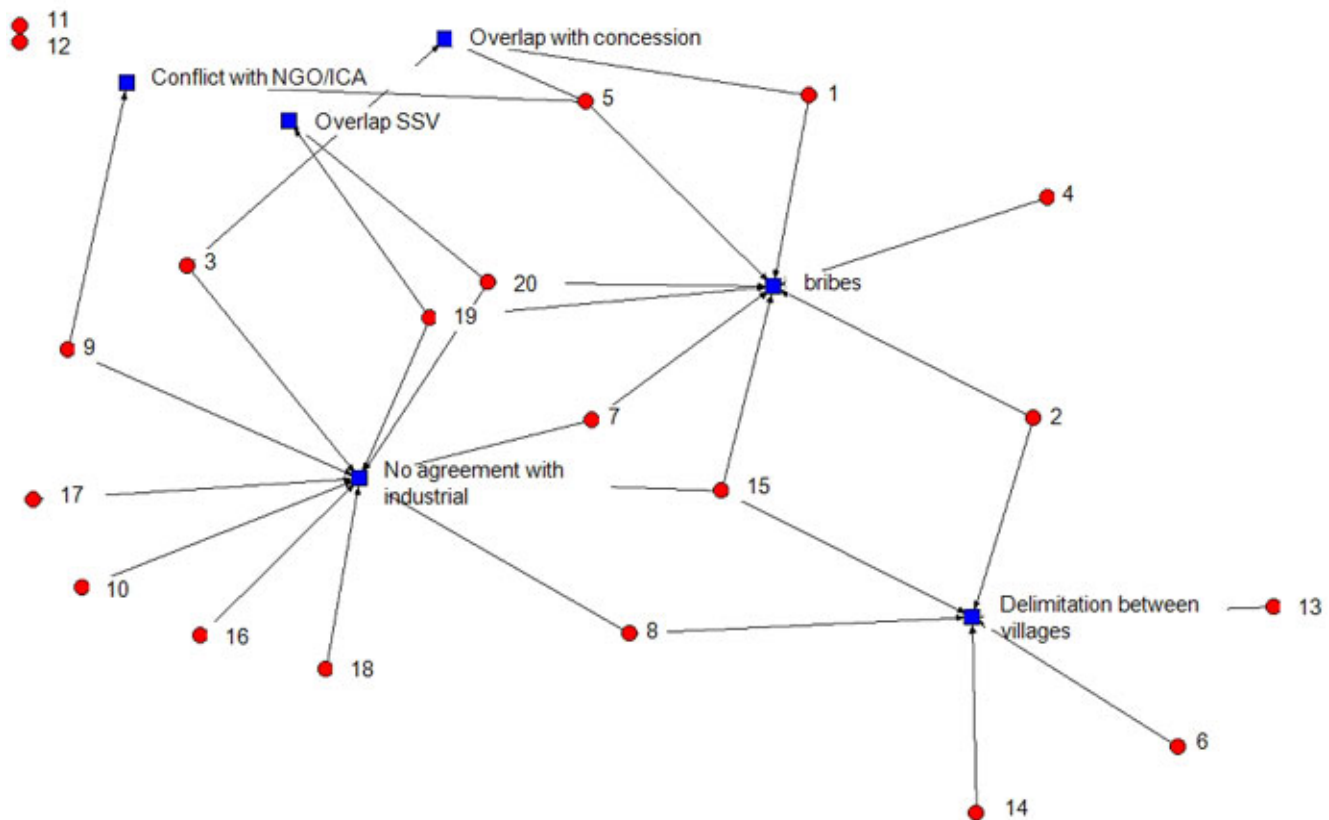 11
12
Overlap with concession
Conflict with NGO/ICA
1
5
Overlap SSV
4
3
20
bribes
19
9
7
2
No agreement with
industrial
15
17
10
Delimitation between
villages
13
8
16
18
6
14